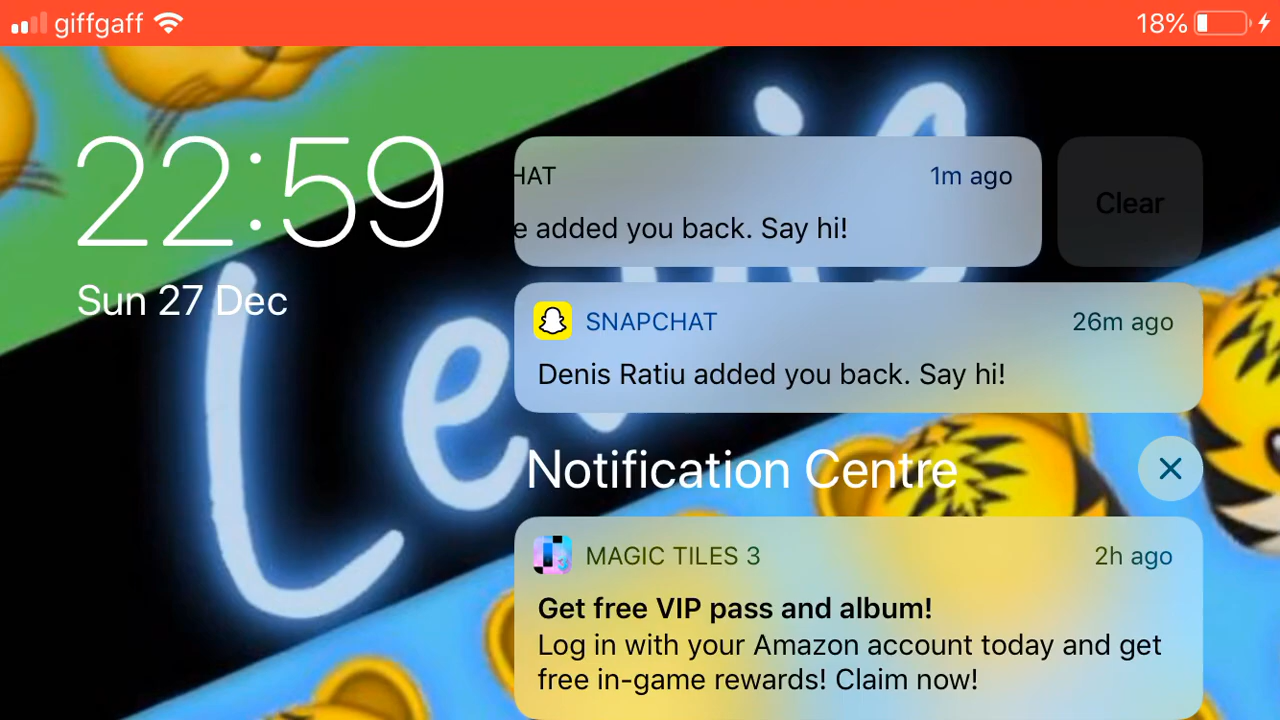 giffgaff
18%
22:59
Sun 27 Dec
HAT
1m ago
e added you back. Say hi!
Clear
SNAPCHAT
26m ago
Denis Ratiu added you back. Say hi!
Notification Centre
MAGIC TILES 3
2h ago
Get free VIP pass and album!
Log in with your Amazon account today and get
free in-game rewards! Claim now!